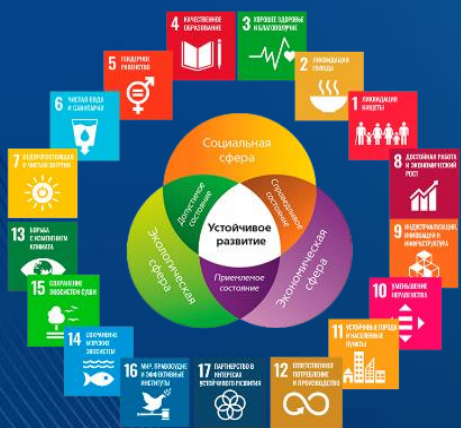 4 КАЧЕСТВЕННОЕ
ОБРАЗОВАНИЕ
3 ХОРОШЕЕ ЗДОРОВЬЕ
И БЛАГОПОЛУЧИЕ
5 ГЕНДЕРНОЕ
РАВЕНСТВО
2 ЛИКВИДАЦИЯ
ГОЛОДА
6 ЧИСТАЯ ВОДА
И САНИТАРИЯ
1 ЛИКВИДАЦИЯ
НИЩЕТЫ
7 НЕДОРОГОСТОЯЩАЯ
И ЧИСТАЯ ЭНЕРГИЯ
8 ДОСТОЙНАЯ РАБОТА
И ЭКОНОМИЧЕСКИЙ
РОСТ
Социальная
сфера
Допустимое
состояние
Справедливое
состояние
Устойчивое
развитие
Экологическая
сфера
Экономическая
сфера
Приемлемое
состояние
13 БОРЬБА
С ИЗМЕНЕНИЕМ
КЛИМАТА
9 ИНДУСТРИАЛИЗАЦИЯ,
ИННОВАЦИИ И
ИНФРАСТРУКТУРА
15 СОХРАНЕНИЕ
ЭКОСИСТЕМ СУШИ
10 УМЕНЬШЕНИЕ
НЕРАВЕНСТВА
14 СОХРАНЕНИЕ
МОРСКИХ
ЭКОСИСТЕМ
11 УСТОЙЧИВЫЕ ГОРОДА
И НАСЕЛЕННЫЕ
ПУНКТЫ
16 МИР, ПРАВОСУДИЕ
И ЭФФЕКТИВНЫЕ
ИНСТИТУТЫ
17 ПАРТНЕРСТВО В
ИНТЕРЕСАХ
УСТОЙЧИВОГО РАЗВИТИЯ
12 ОТВЕТСТВЕННОЕ
ПОТРЕБЛЕНИЕ
И ПРОИЗВОДСТВО